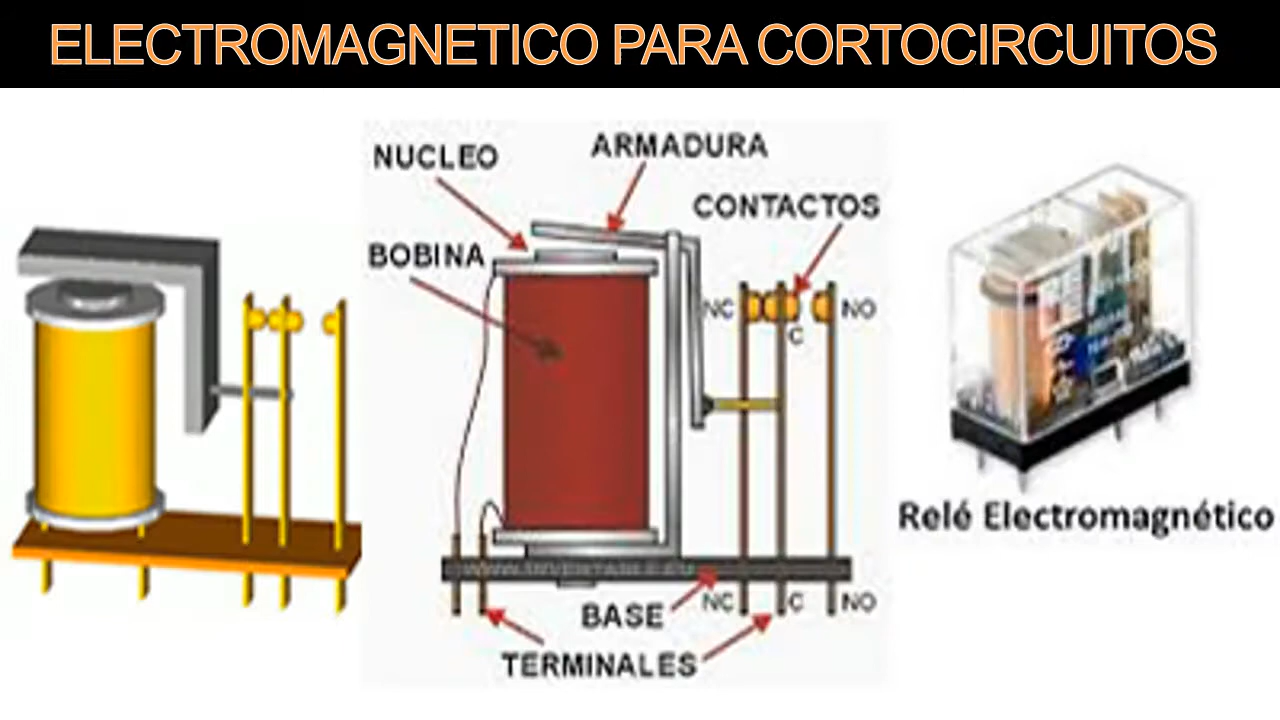 ELECTROMAGNETICO PARA CORTOCIRCUITOS
NUCLEO
ARMADURA
CONTACTOS
BOBINA
NC
C
NO
Relé Electromagnético
BASE
NC
C
NO
TERMINALES